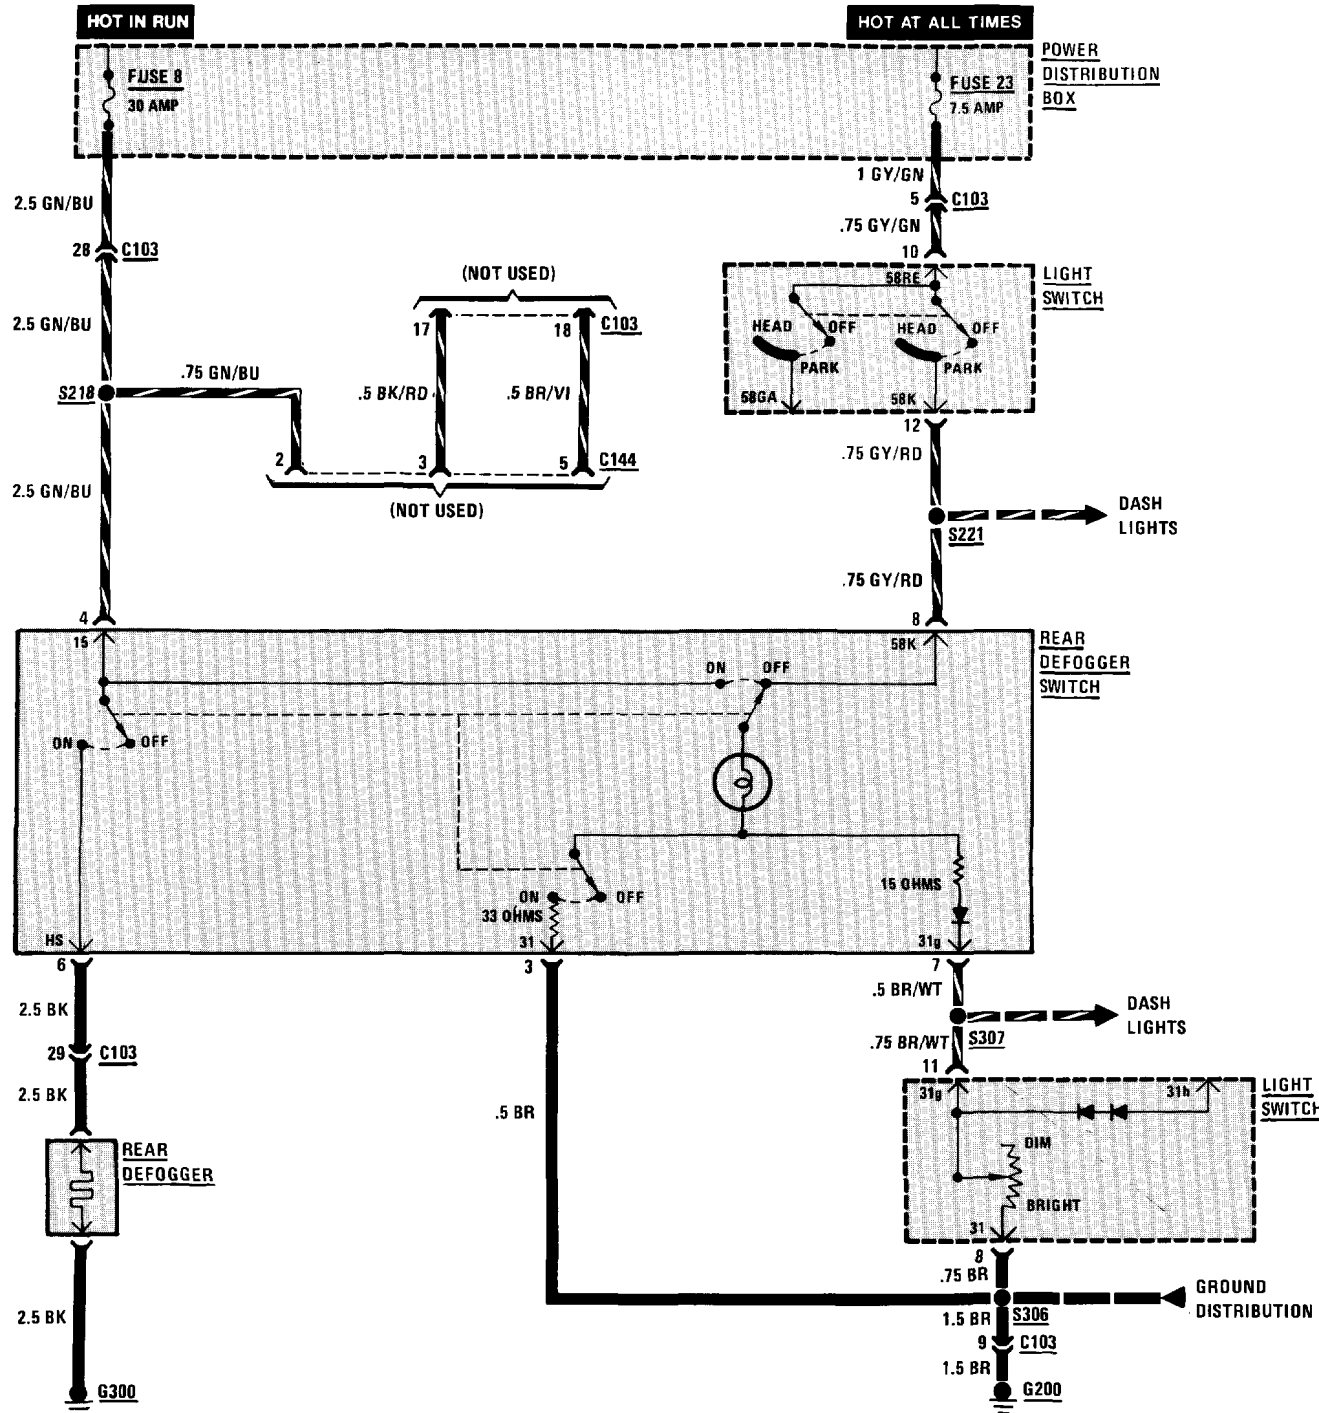 HOT IN RUN
HOT AT ALL TIMES
POWER
DISTRIBUTION
BOX
FUSE 8
30 AMP
FUSE 23
7.5 AMP
1 GY/GN
5 C103
2.5 GN/BU
.75 GY/GN
28 C103
10
(NOT USED)
58RE
LIGHT
SWITCH
17
18 C103
2.5 GN/BU
HEAD
OFF
HEAD
OFF
PARK
PARK
.75 GN/BU
S218
.5 BK/RD
.5 BR/VI
58GA
58K
12
.75 GY/RD
2
3
5 C144
2.5 GN/BU
(NOT USED)
DASH
LIGHTS
S221
.75 GY/RD
4
8
15
58K
REAR
DEFOGGER
SWITCH
ON
OFF
ON
OFF
15 OHMS
ON
OFF
33 OHMS
HS
31
31g
6
3
7
.5 BR/WT
2.5 BK
DASH
LIGHTS
.75 BR/WT
S307
29 C103
11
2.5 BK
31g
31h
LIGHT
SWITCH
.5 BR
REAR
DEFOGGER
DIM
BRIGHT
31
8
.75 BR
GROUND
DISTRIBUTION
2.5 BK
1.5 BR
S306
9 C103
1.5 BR
G300
G200